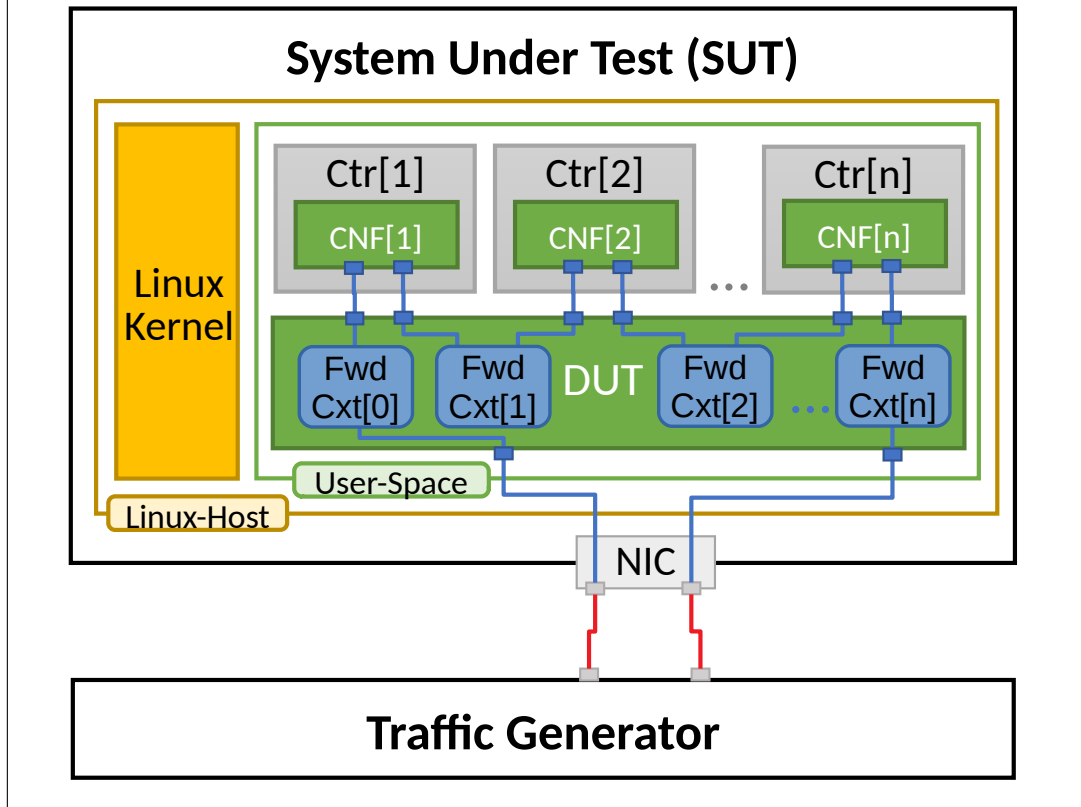 System Under Test (SUT)
Ctr[1]
Ctr[2]
Ctr[n]
CNF[1]
CNF[2]
CNF[n]
...
Linux
Kernel
Fwd
Cxt[0]
Fwd
Cxt[1]
DUT
Fwd
Cxt[2]
...
Fwd
Cxt[n]
User-Space
Linux-Host
NIC
Traffic Generator